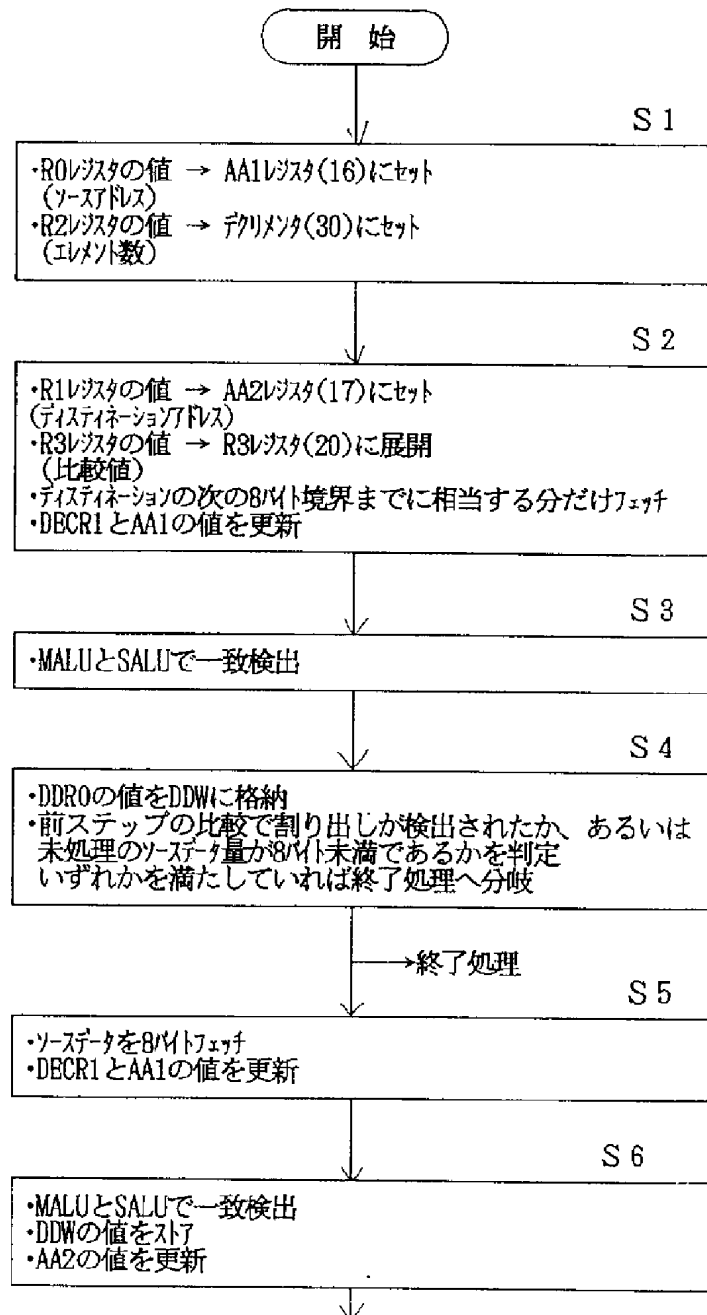 開 始
S1
・R0レジスタの値 → AA1レジスタ(16)にセット
(ソースアドレス)
・R2レジスタの値 → デクリメンタ(30)にセット
(エレメント数)
S2
・R1レジスタの値 → AA2レジスタ(17)にセット
(ディスティネーションアドレス)
・R3レジスタの値 → R3レジスタ(20)に展開
(比較値)
・ディスティネーションの次の8バイト境界までに相当する分だけフェッチ
・DECR1とAA1の値を更新
S3
・MALUとSALUで一致検出
S4
・DDR0の値をDDWに格納
・前ステップの比較で割り出しが検出されたか、あるいは
未処理のソースデータ量が8バイト未満であるかを判定
いずれかを満たしていれば終了処理へ分岐
→終了処理
S5
・ソースデータを8バイトフェッチ
・DECR1とAA1の値を更新
S6
・MALUとSALUで一致検出
・DDWの値をストア
・AA2の値を更新